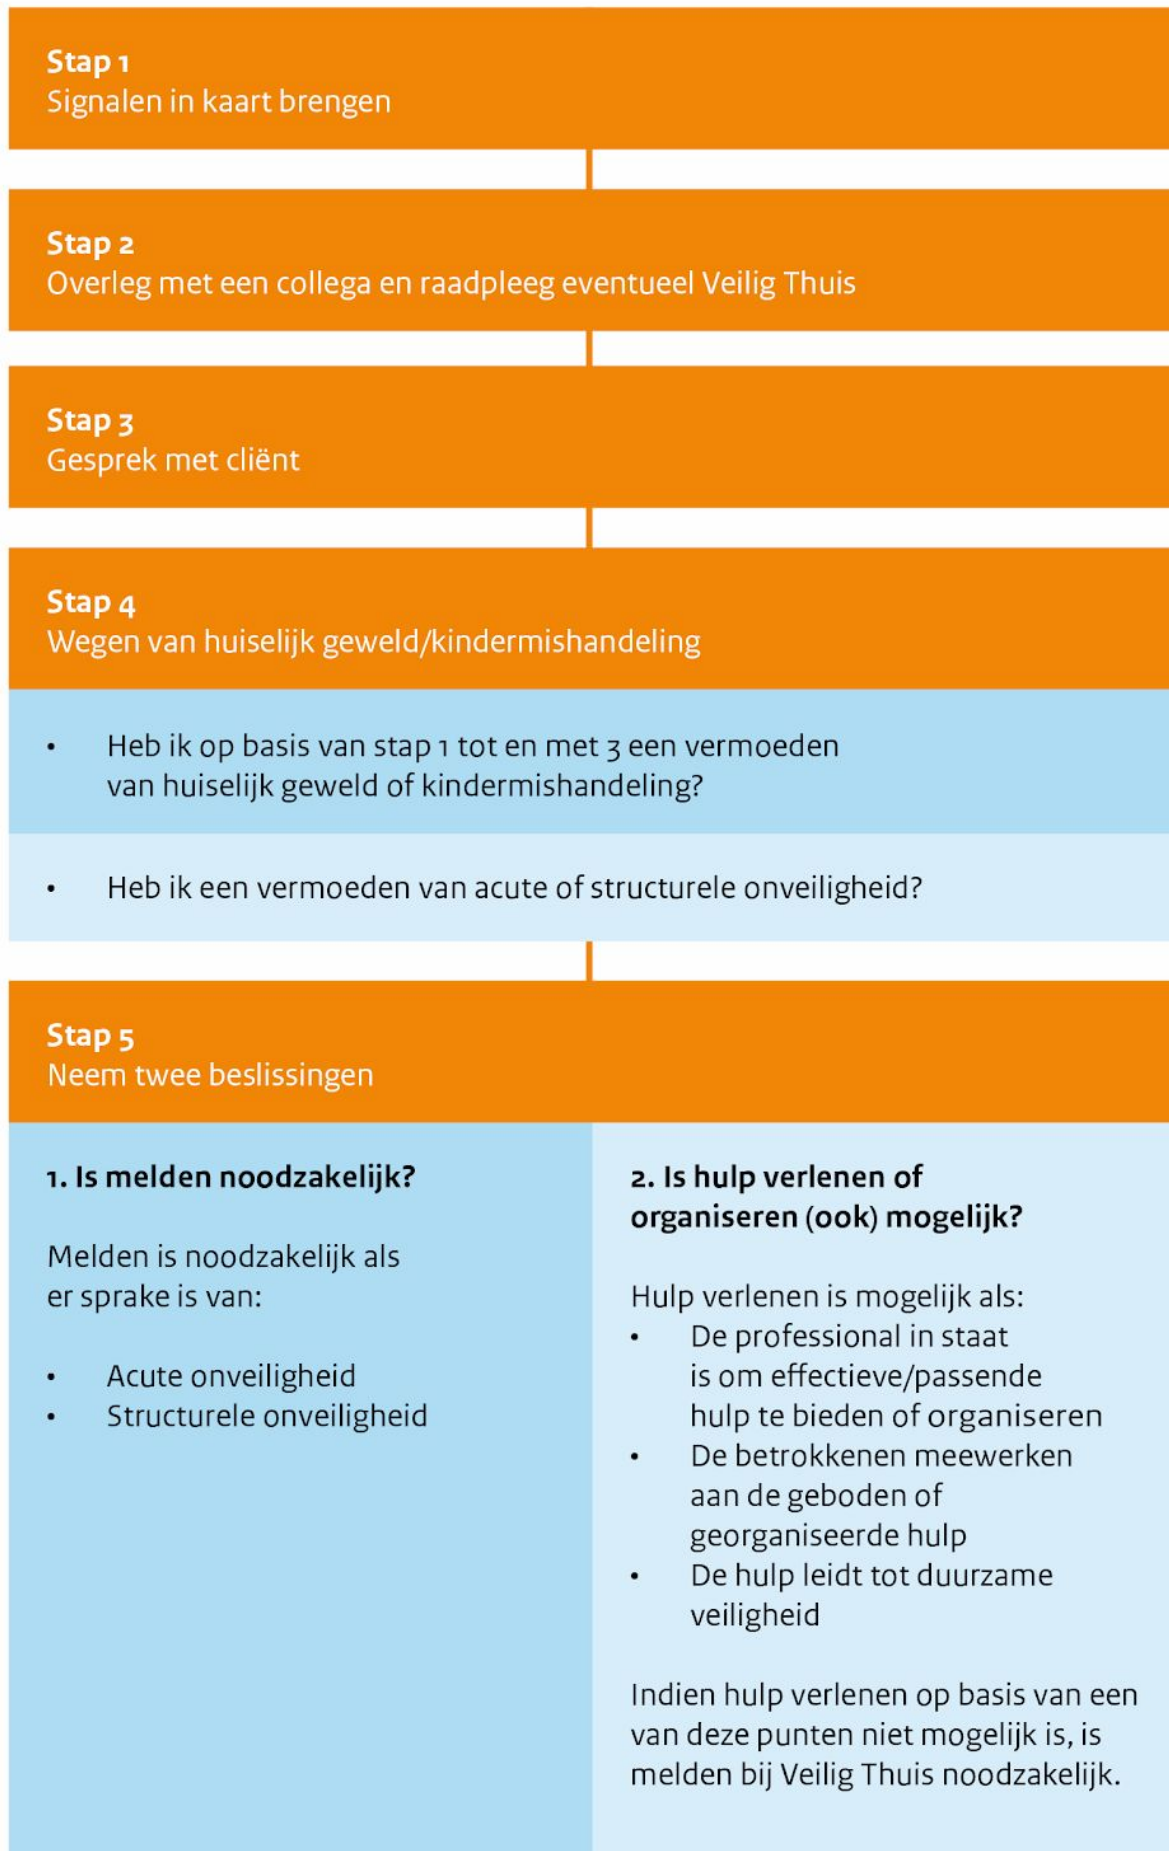 Stap 1
Signalen in kaart brengen
Stap 2
Overleg met een collega en raadpleeg eventueel Veilig Thuis
Stap 3
Gesprek met cliënt
Stap 4
Wegen van huiselijk geweld/kindermishandeling
• Heb ik op basis van stap 1 tot en met 3 een vermoeden
van huiselijk geweld of kindermishandeling?
• Heb ik een vermoeden van acute of structurele onveiligheid?
Stap 5
Neem twee beslissingen
1. Is melden noodzakelijk?
Melden is noodzakelijk als
er sprake is van:
• Acute onveiligheid
• Structurele onveiligheid
2. Is hulp verlenen of
organiseren (ook) mogelijk?
Hulp verlenen is mogelijk als:
• De professional in staat
is om effectieve/passende
hulp te bieden of organiseren
• De betrokkenen meewerken
aan de geboden of
georganiseerde hulp
• De hulp leidt tot duurzame
veiligheid
Indien hulp verlenen op basis van een
van deze punten niet mogelijk is, is
melden bij Veilig Thuis noodzakelijk.